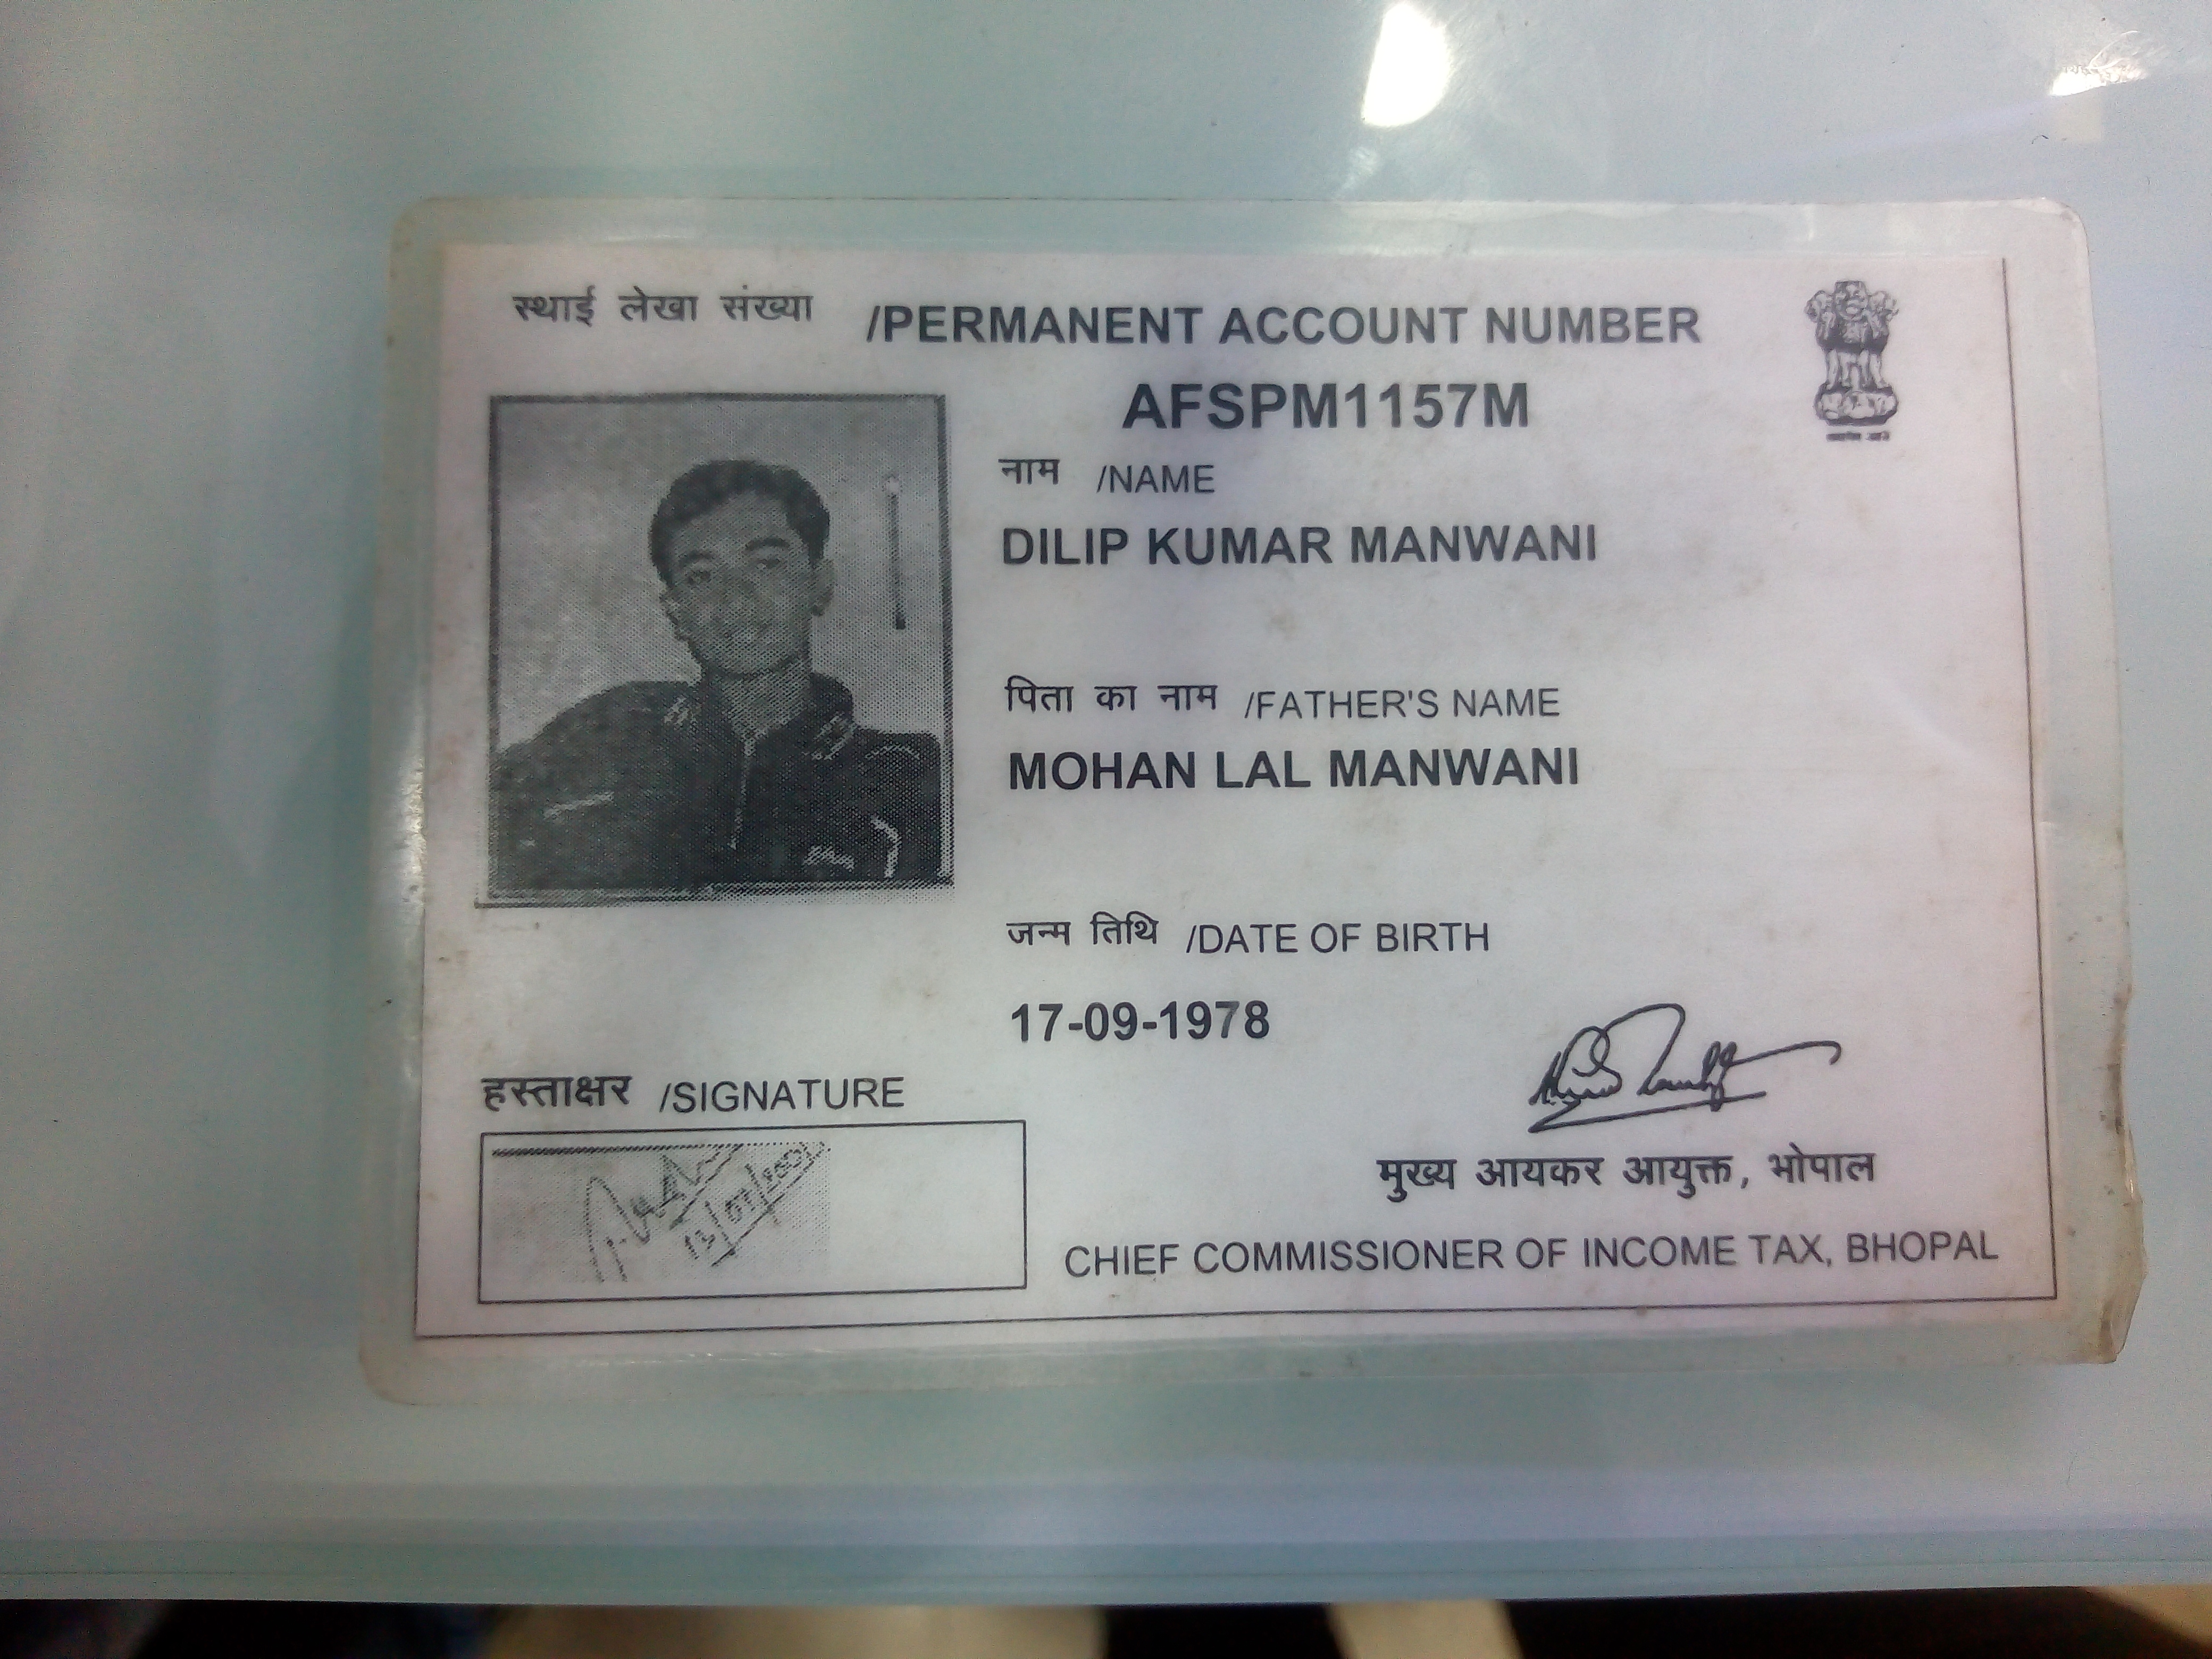 स्थाई लेखा संख्या /PERMANENT ACCOUNT NUMBER
AFSPM1157M
नाम /NAME
DILIP KUMAR MANWANI
पिता का नाम /FATHER'S NAME
MOHAN LAL MANWANI
जन्म तिथि /DATE OF BIRTH
17-09-1978
हस्ताक्षर /SIGNATURE
मुख्य आयकर आयुक्त, भोपाल
CHIEF COMMISSIONER OF INCOME TAX, BHOPAL